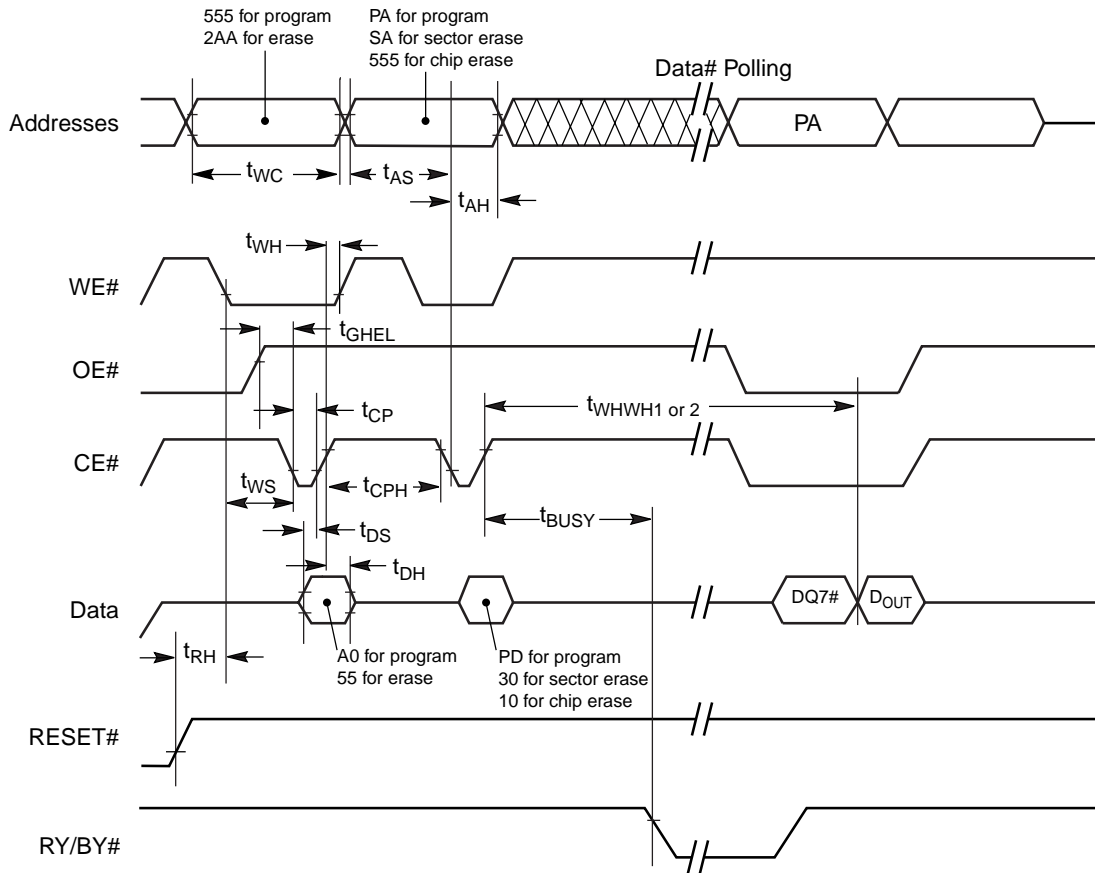 555 for program
2AA for erase
PA for program
SA for sector erase
555 for chip erase
Data# Polling
Addresses
PA
tWC
tAS
tAH
tWH
WE#
tGHEL
OE#
tCP
tWHWH1 or 2
CE#
tWS
tCPH
tDS
tBUSY
tDH
Data
DQ7#
DOUT
tRH
A0 for program
55 for erase
PD for program
30 for sector erase
10 for chip erase
RESET#
RY/BY#